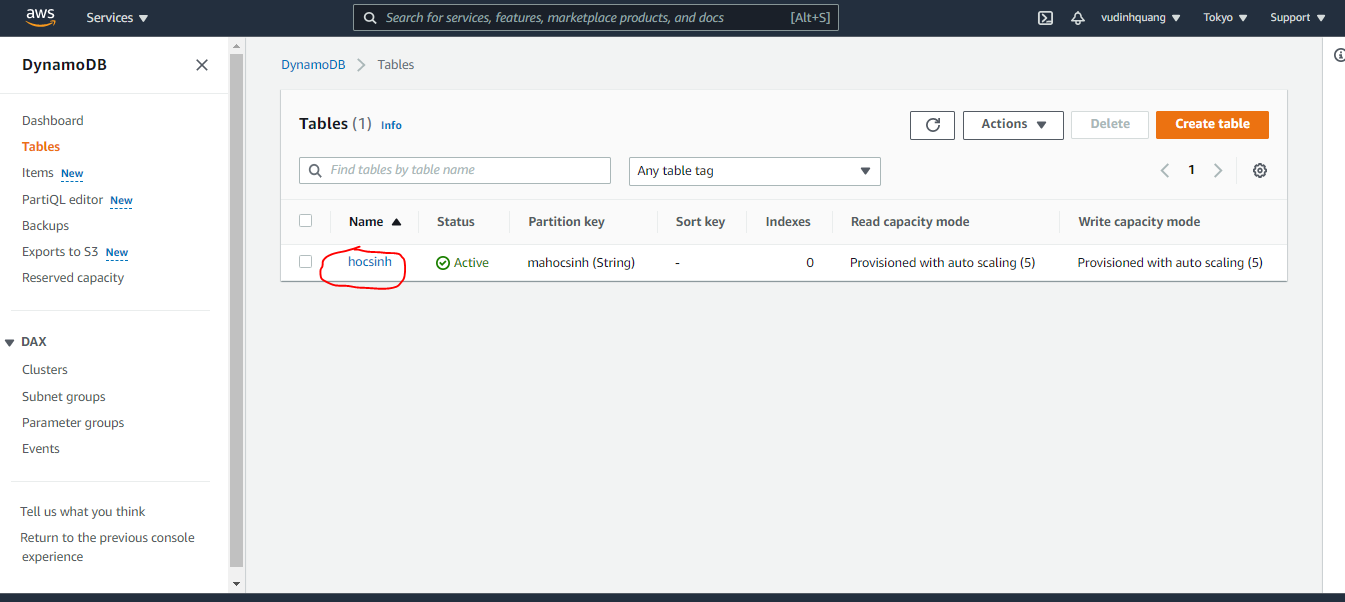 aws Services Search for services, features, marketplace products, and docs [Alt+S] vudinhquang Tokyo Support
DynamoDB
Dashboard
Tables
Items New
PartiQL editor New
Backups
Exports to S3 New
Reserved capacity
DAX
Clusters
Subnet groups
Parameter groups
Events
Tell us what you think
Return to the previous console
experience
DynamoDB Tables
Tables (1) Info Actions Delete Create table
Find tables by table name Any table tag 1
Name Status Partition key Sort key Indexes Read capacity mode Write capacity mode
hocsinh Active mahocsinh (String) - 0 Provisioned with auto scaling (5) Provisioned with auto scaling (5)